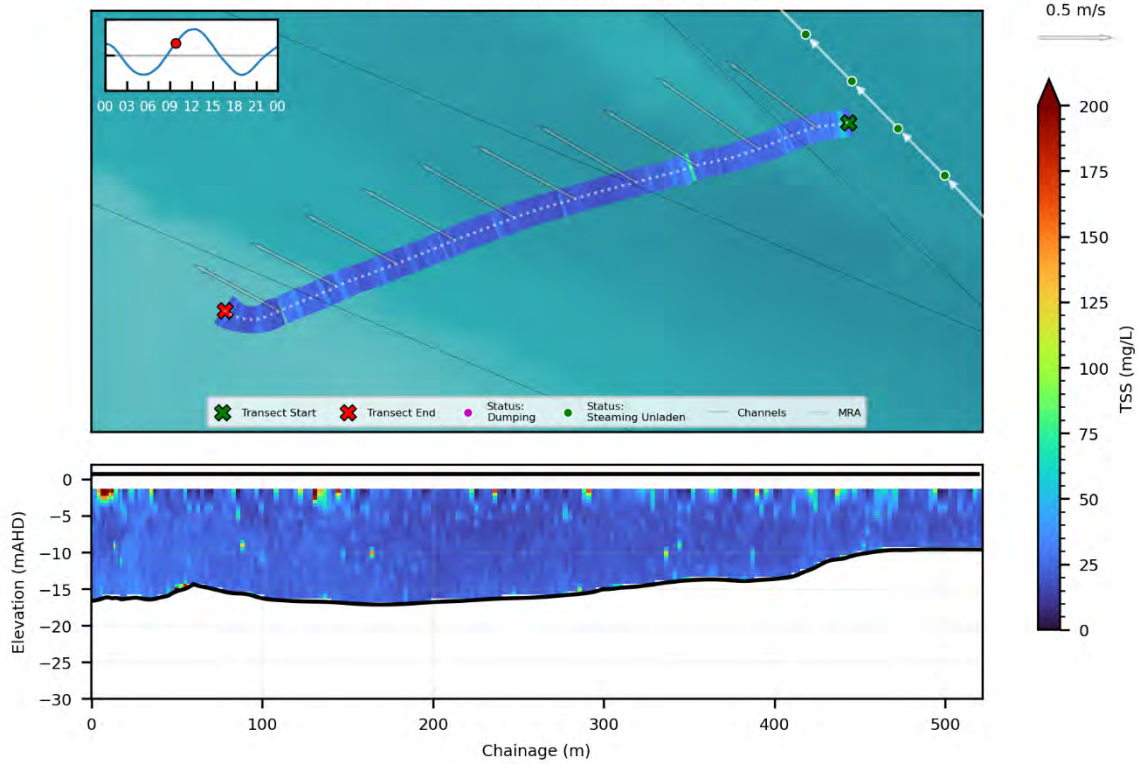 0.5 m/s
00 03 06 09 12 15 18 21 00
Transect Start
Transect End
Status:
Dumping
Status:
Steaming Unladen
Channels
MRA
200
175
150
125
100
75
50
25
0
TSS (mg/L)
0
−5
−10
−15
−20
−25
−30
Elevation (mAHD)
0 100 200 300 400 500
Chainage (m)